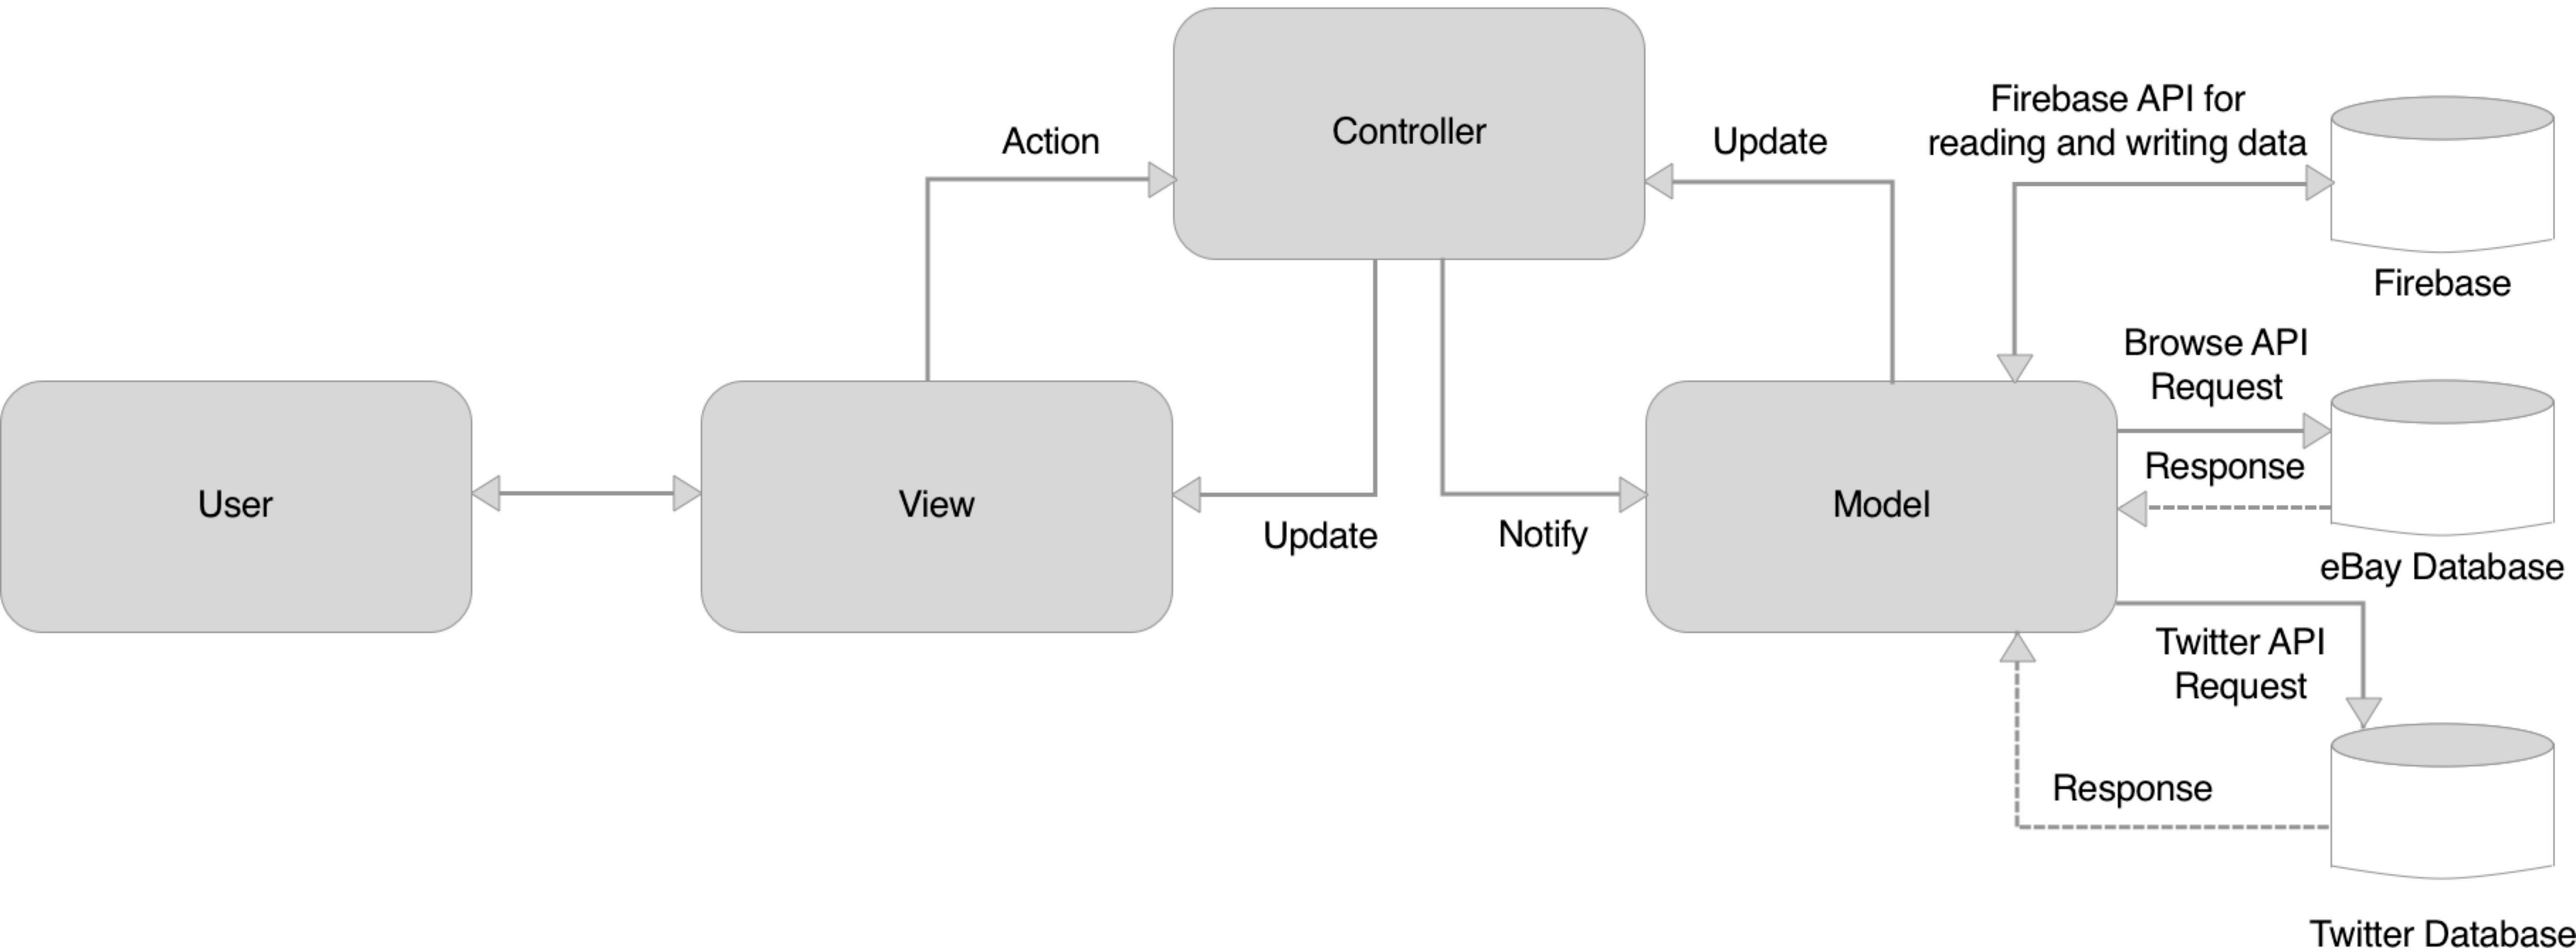 Controller
Action
Update
Firebase API for
reading and writing data
Firebase
User
View
Update
Notify
Model
Browse API
Request
Response
eBay Database
Twitter API
Request
Response
Twitter Database